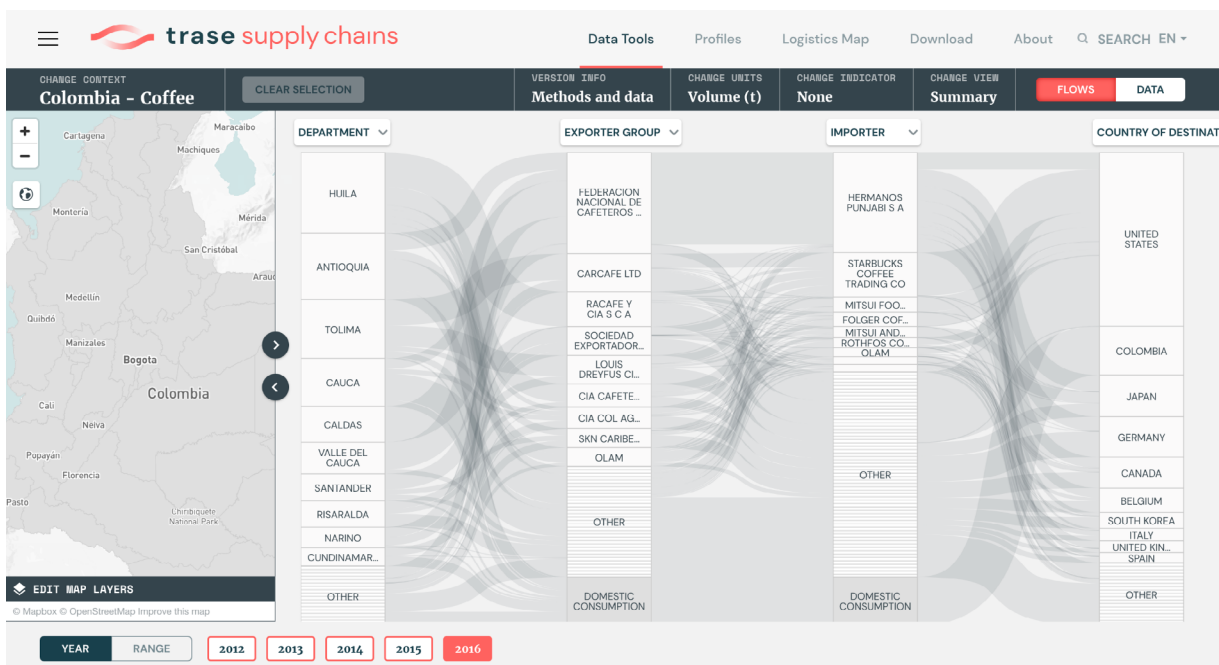 trase supply chains
Data Tools
Profiles
Logistics Map
Download
About
SEARCH
EN
CHANGE CONTEXT
Colombia - Coffee
CLEAR SELECTION
VERSION INFO
Methods and data
CHANGE UNITS
Volume (t)
CHANGE INDICATOR
None
CHANGE VIEW
Summary
FLOWS
DATA
+
−
Cartagena
Maracaibo
Machiques
Montería
Mérida
San Cristóbal
Arauc
Medellin
Quibdó
Manizales
Bogota
Colombia
Cali
Neiva
Popayán
Florencia
Pasto
Chiribiquete
National Park
EDIT MAP LAYERS
© Mapbox © OpenStreetMap Improve this map
DEPARTMENT
HUILA
ANTIOQUIA
TOLIMA
CAUCA
CALDAS
VALLE DEL
CAUCA
SANTANDER
RISARALDA
NARINO
CUNDINAMAR...
OTHER
EXPORTER GROUP
FEDERACION
NACIONAL DE
CAFETEROS ...
CARCAFE LTD
RACAFE Y
CIA S C A
SOCIEDAD
EXPORTADOR...
LOUIS
DREYFUS CI...
CIA CAFETE...
CIA COL AG...
SKN CARIBE...
OLAM
OTHER
DOMESTIC
CONSUMPTION
IMPORTER
HERMANOS
PUNJABI S A
STARBUCKS
COFFEE
TRADING CO
MITSUI FOO...
FOLGER COF...
MITSUI AND...
ROTHFOS CO...
OLAM
OTHER
DOMESTIC
CONSUMPTION
COUNTRY OF DESTINAT
UNITED
STATES
COLOMBIA
JAPAN
GERMANY
CANADA
BELGIUM
SOUTH KOREA
ITALY
UNITED KIN...
SPAIN
OTHER
YEAR
RANGE
2012
2013
2014
2015
2016